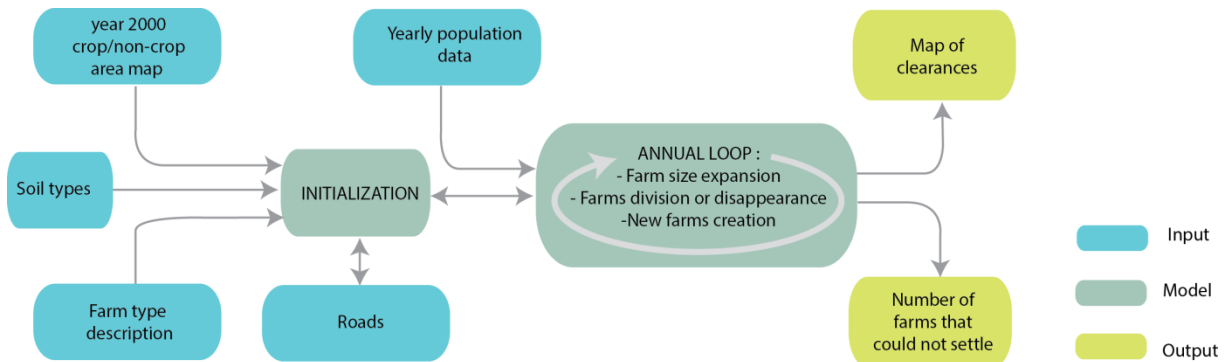 year 2000
crop/non-crop
area map
Yearly population
data
Map of
clearances
Soil types
INITIALIZATION
ANNUAL LOOP :
- Farm size expansion
- Farms division or disappearance
-New farms creation
Farm type
description
Roads
Number of
farms that
could not settle
Input
Model
Output